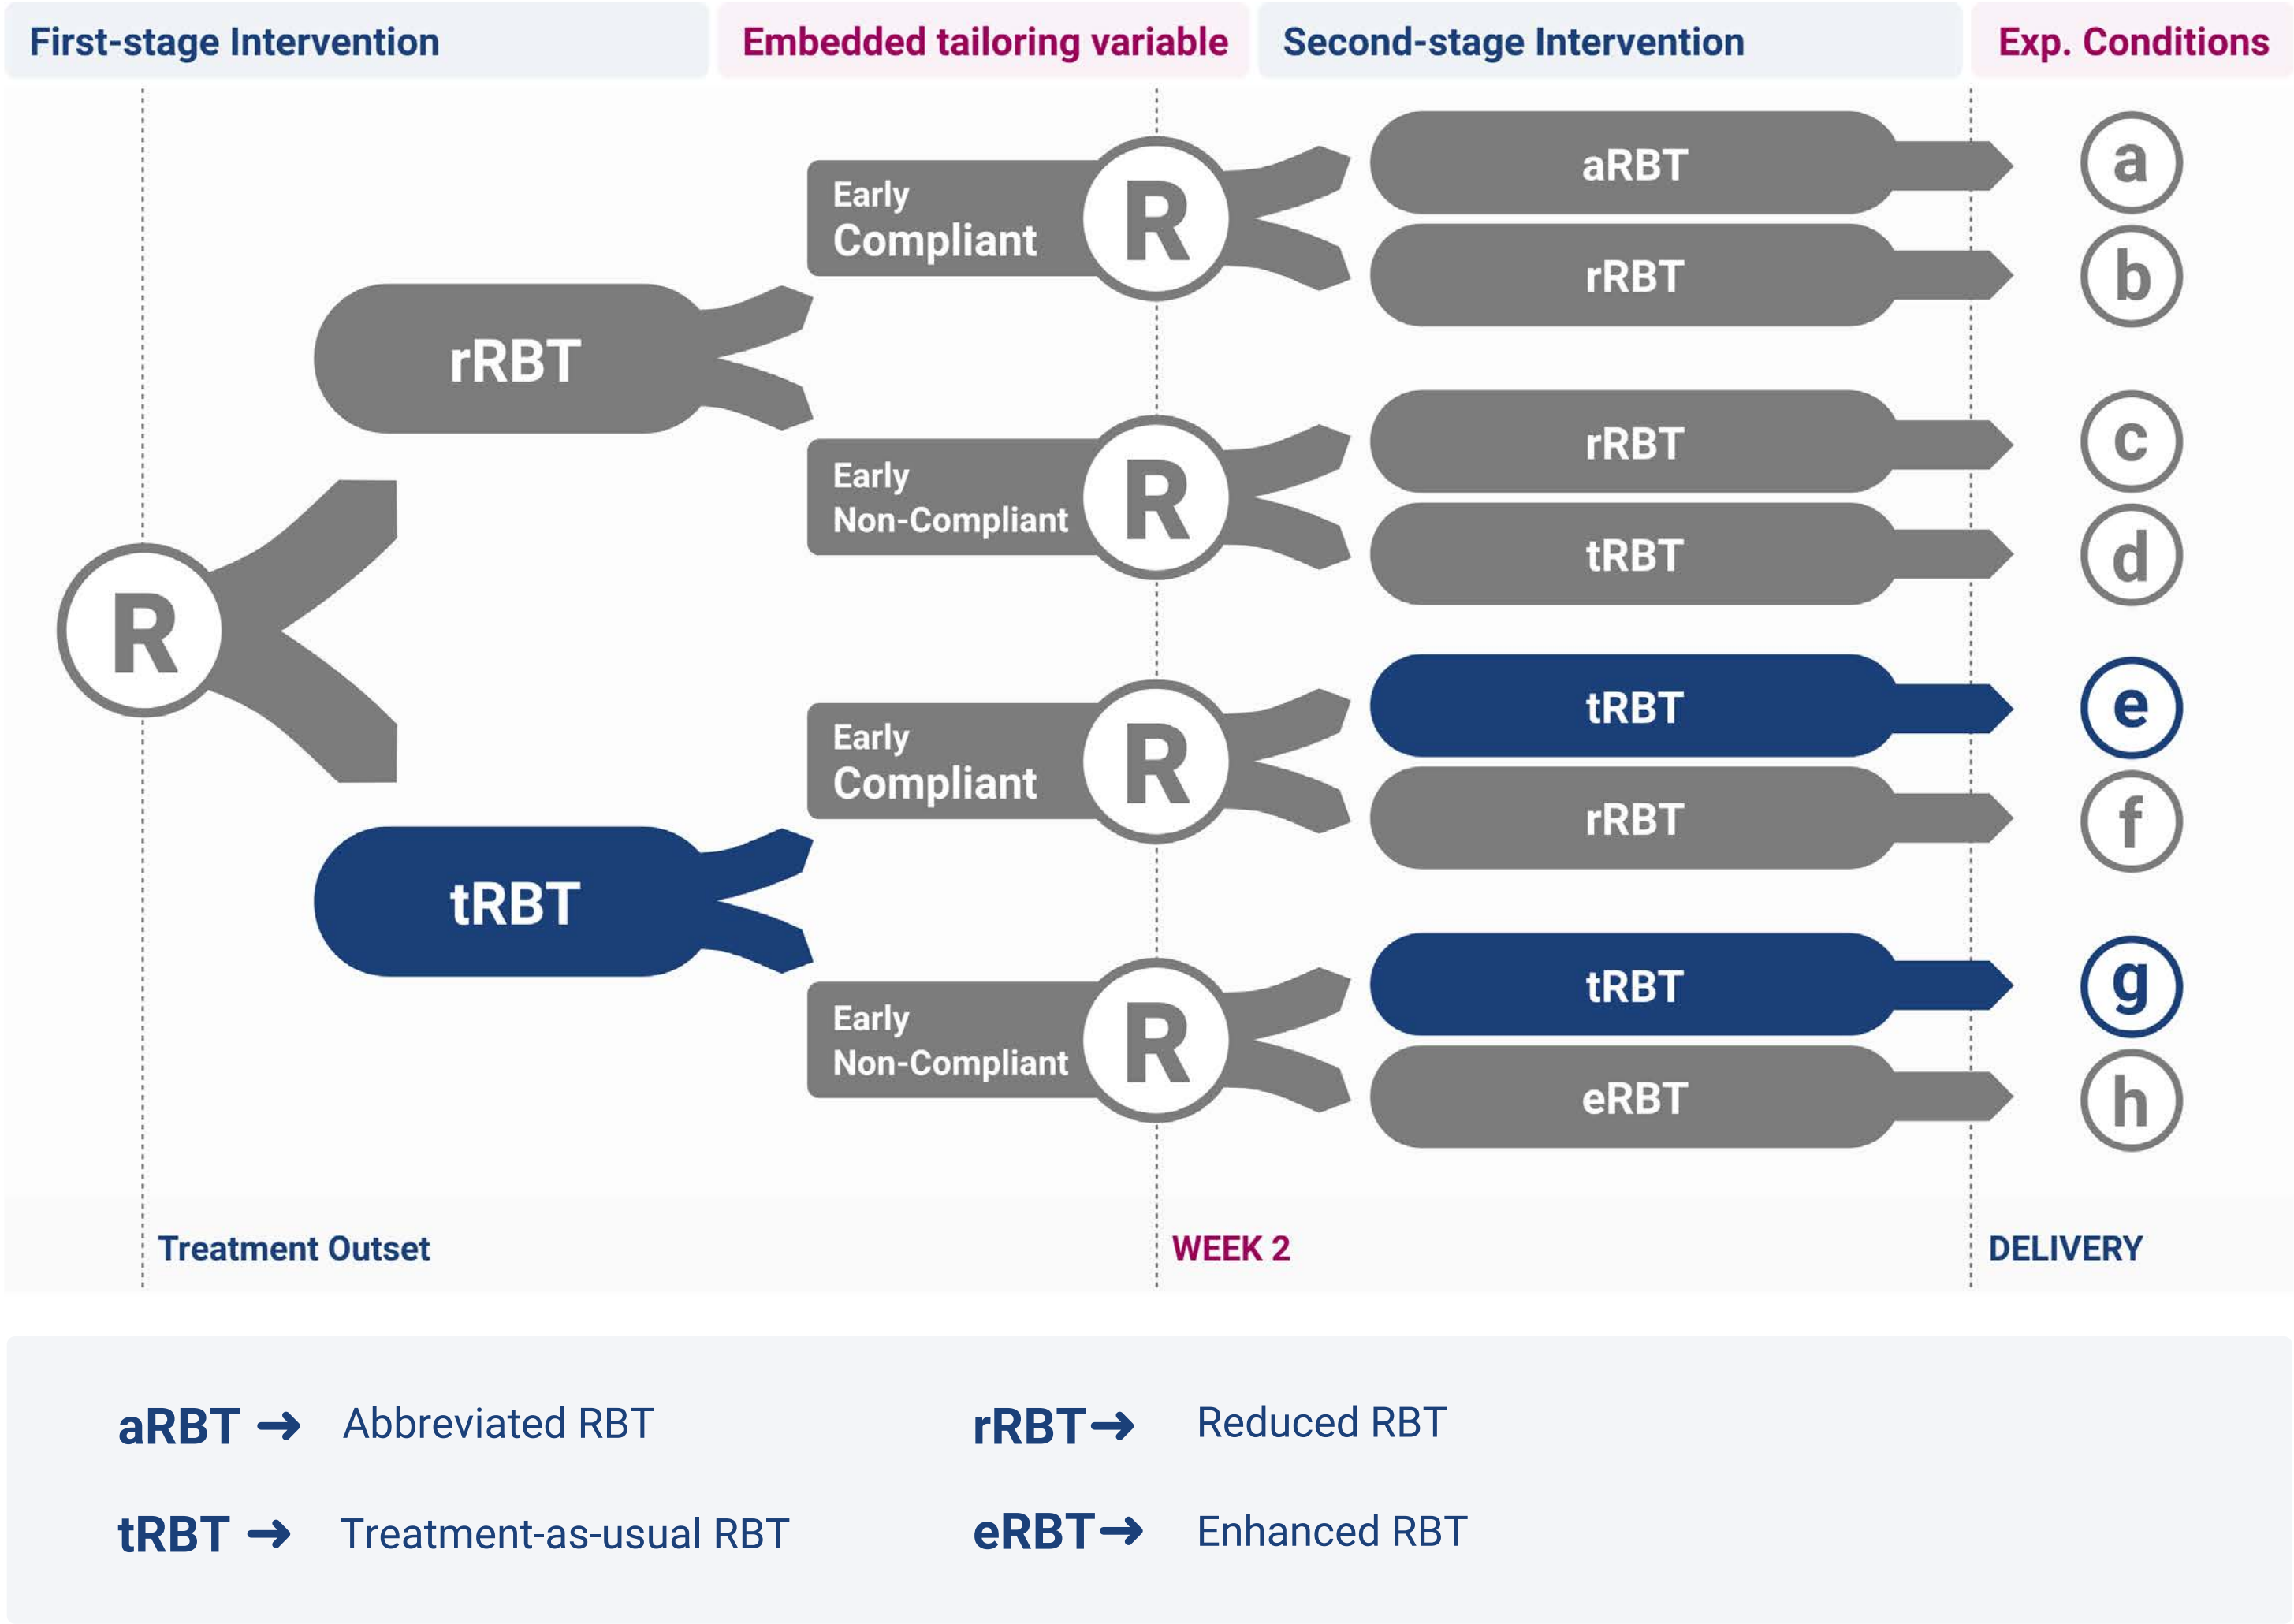 First-stage Intervention
Embedded tailoring variable
Second-stage Intervention
Exp. Conditions
R
rRBT
tRBT
Early
Compliant
R
aRBT
a
rRBT
b
Early
Non-Compliant
R
rRBT
c
tRBT
d
Early
Compliant
R
tRBT
e
rRBT
f
Early
Non-Compliant
R
tRBT
g
eRBT
h
Treatment Outset
WEEK 2
DELIVERY
aRBT → Abbreviated RBT
rRBT → Reduced RBT
tRBT → Treatment-as-usual RBT
eRBT → Enhanced RBT